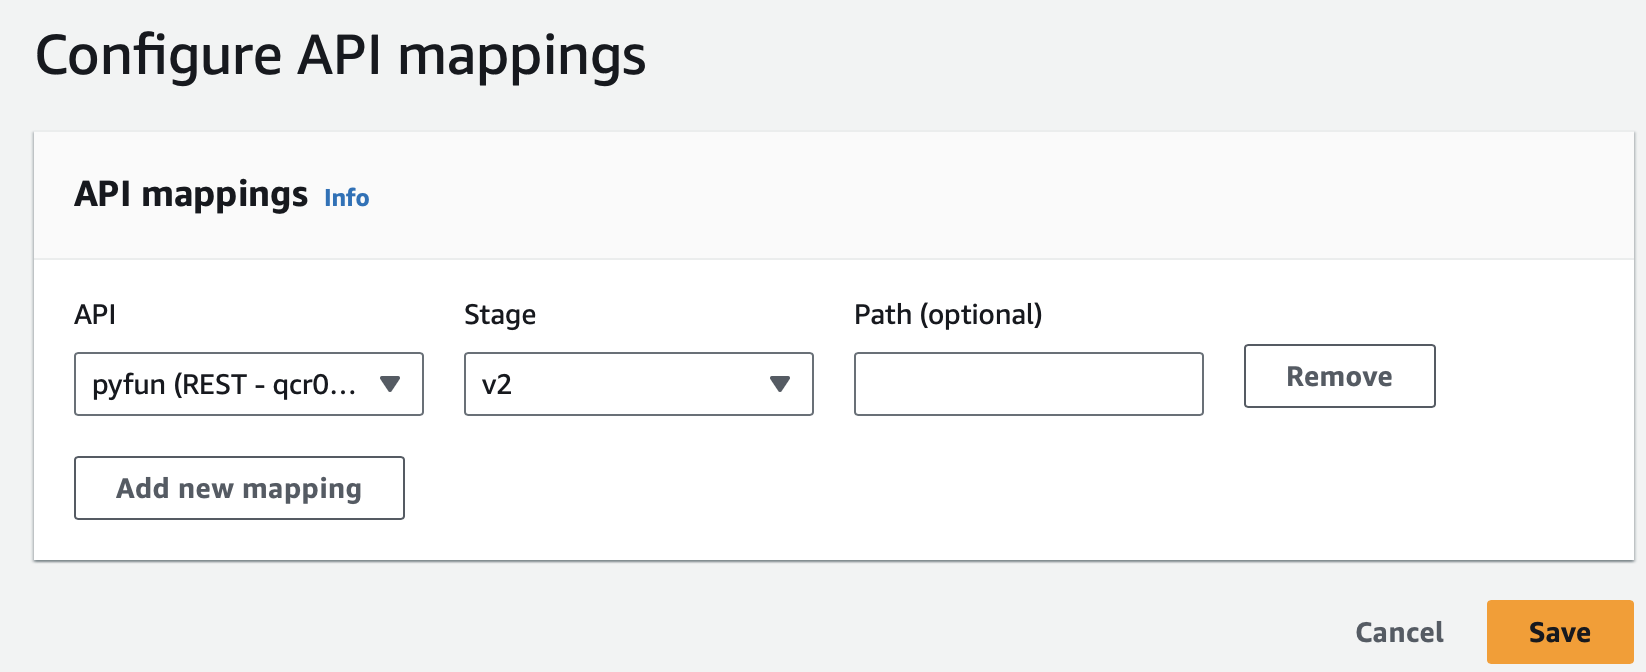 Configure API mappings
API mappings Info
API Stage Path (optional)
pyfun (REST - qcr0... v2 Remove
Add new mapping
Cancel Save